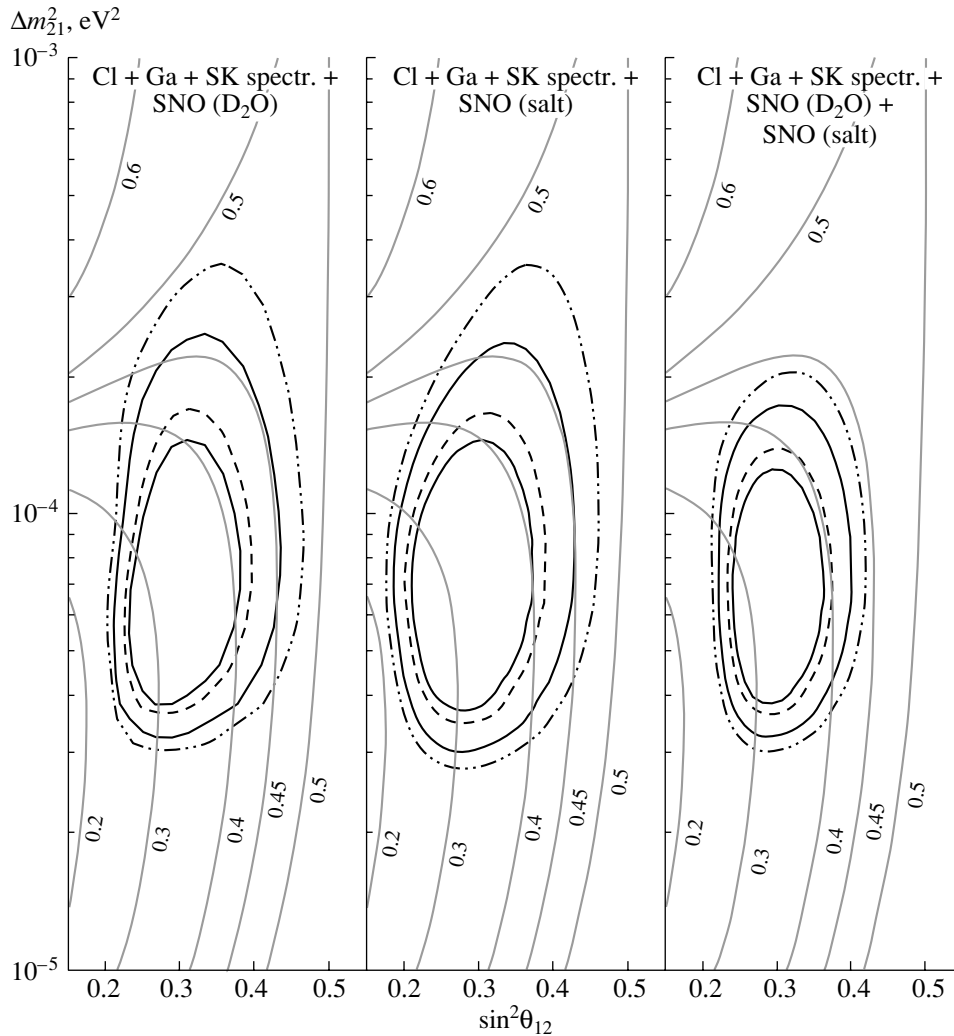 Δm²₂₁, eV²
10⁻³
10⁻⁴
10⁻⁵
Cl + Ga + SK spectr. +
SNO (D₂O)
0.6
0.5
0.2
0.3
0.4
0.45
0.5
0.2 0.3 0.4 0.5
Cl + Ga + SK spectr. +
SNO (salt)
0.6
0.5
0.2
0.3
0.4
0.45
0.5
0.2 0.3 0.4 0.5
Cl + Ga + SK spectr. +
SNO (D₂O) +
SNO (salt)
0.6
0.5
0.2
0.3
0.4
0.45
0.5
0.2 0.3 0.4 0.5
sin²θ₁₂